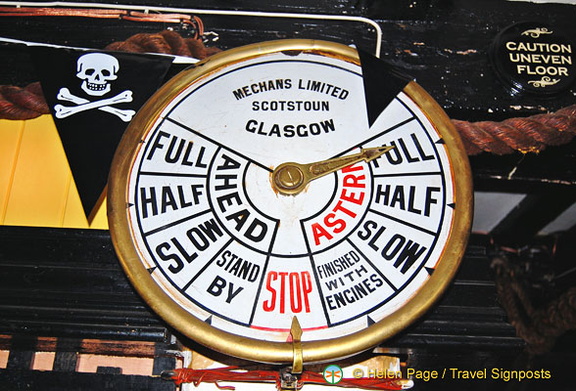 CAUTION
UNEVEN
FLOOR
MECHANS LIMITED
SCOTSTOUN
GLASGOW
FULL
HALF
SLOW
STAND
BY
AHEAD
STOP
FINISHED
WITH
ENGINES
SLOW
HALF
FULL
ASTERN
© Helen Page / Travel Signposts